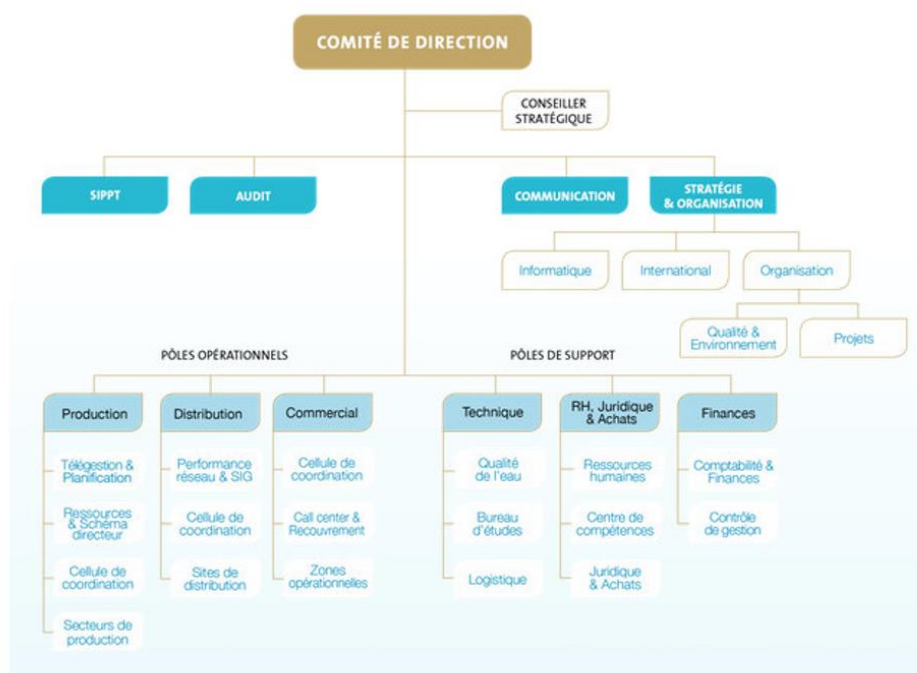 COMITÉ DE DIRECTION
CONSEILLER
STRATÉGIQUE
SIPPT
AUDIT
COMMUNICATION
STRATÉGIE
& ORGANISATION
Informatique
International
Organisation
Qualité &
Environnement
Projets
PÔLES OPÉRATIONNELS
PÔLES DE SUPPORT
Production
Distribution
Commercial
Technique
RH, Juridique
& Achats
Finances
Télégestion &
Planification
Performance
réseau & SIG
Cellule de
coordination
Qualité
de l'eau
Ressources
humaines
Comptabilité &
Finances
Ressources
& Schéma
directeur
Cellule de
coordination
Call center &
Recouvrement
Bureau
d'études
Centre de
compétences
Contrôle
de gestion
Cellule de
coordination
Sites de
distribution
Zones
opérationnelles
Logistique
Juridique
& Achats
Secteurs de
production